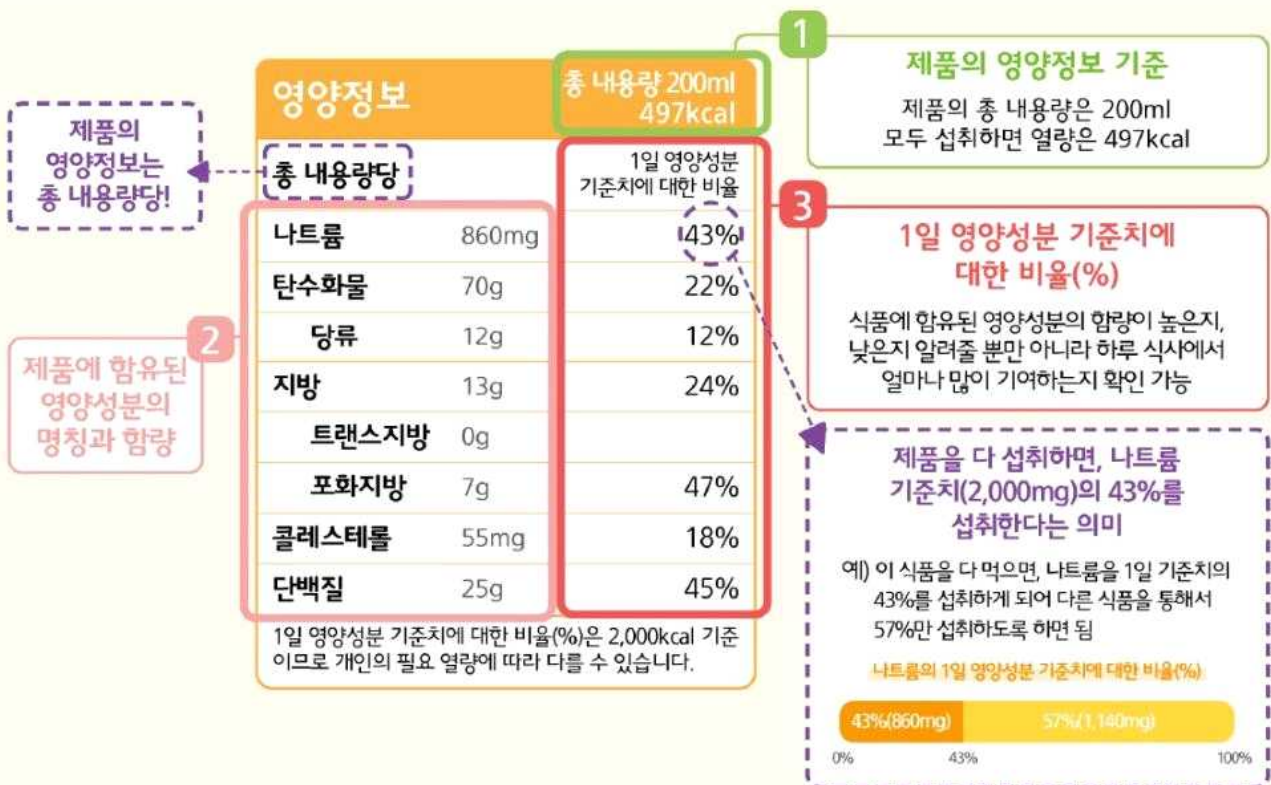 제품의
영양정보는
총 내용량당!
영양정보
총 내용량 200ml
497kcal
총 내용량당
1일 영양성분
기준치에 대한 비율
나트륨 860mg 43%
탄수화물 70g 22%
당류 12g 12%
지방 13g 24%
트랜스지방 0g
포화지방 7g 47%
콜레스테롤 55mg 18%
단백질 25g 45%
1일 영양성분 기준치에 대한 비율(%)은 2,000kcal 기준
이므로 개인의 필요 열량에 따라 다를 수 있습니다.
1
제품의 영양정보 기준
제품의 총 내용량은 200ml
모두 섭취하면 열량은 497kcal
2
제품에 함유된
영양성분의
명칭과 함량
3
1일 영양성분 기준치에
대한 비율(%)
식품에 함유된 영양성분의 함량이 높은지,
낮은지 알려줄 뿐만 아니라 하루 식사에서
얼마나 많이 기여하는지 확인 가능
제품을 다 섭취하면, 나트륨
기준치(2,000mg)의 43%를
섭취한다는 의미
예) 이 식품을 다 먹으면, 나트륨을 1일 기준치의
43%를 섭취하게 되어 다른 식품을 통해서
57%만 섭취하도록 하면 됨
나트륨의 1일 영양성분 기준치에 대한 비율(%)
43%(860mg) 57%(1,140mg)
0% 43% 100%